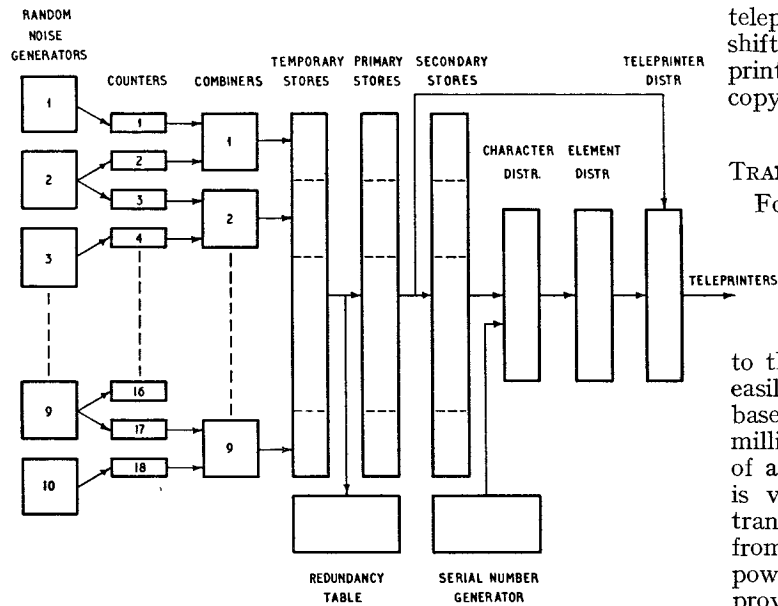 RANDOM
NOISE
GENERATORS
COUNTERS
COMBINERS
TEMPORARY
STORES
PRIMARY
STORES
SECONDARY
STORES
TELEPRINTER
DISTR
CHARACTER
DISTR.
ELEMENT
DISTR
1
2
3
9
10
1
2
3
4
16
17
18
1
2
9
TELEPRINTERS
REDUNDANCY
TABLE
SERIAL NUMBER
GENERATOR
telep
shift
print
copy
TRAN
Fo
to th
easil
base
milli
of a
is v
tran
from
pow
prov